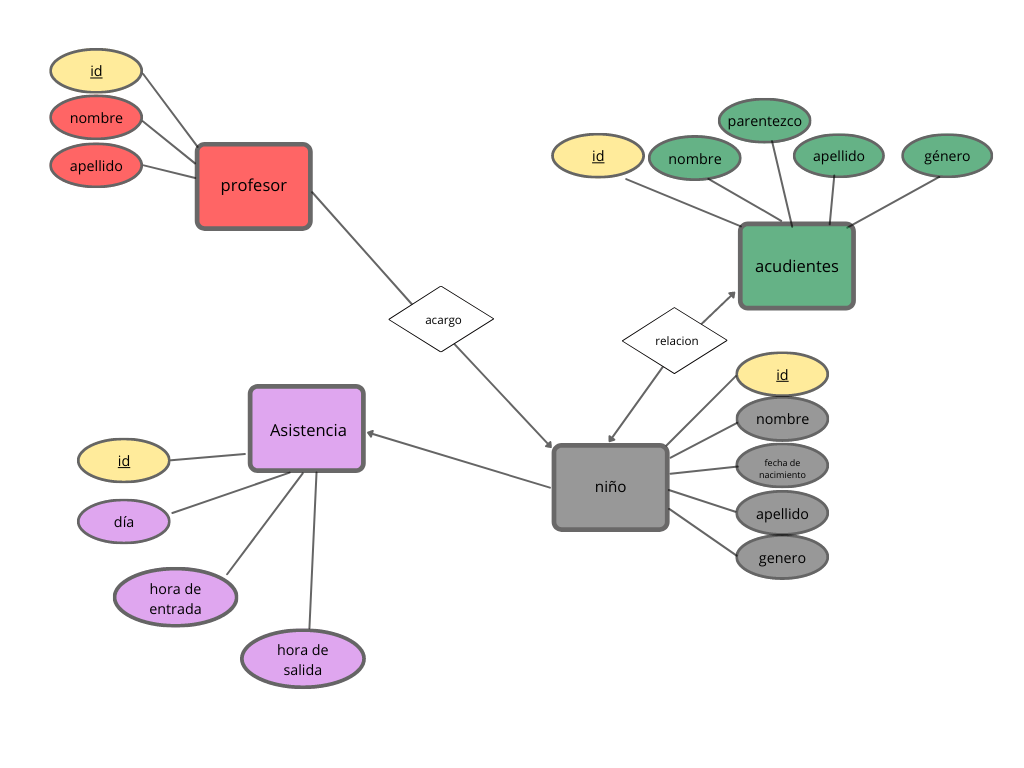 id
nombre
apellido
profesor
id
nombre
parentezco
apellido
género
acudientes
acargo
relacion
Asistencia
id
día
hora de
entrada
hora de
salida
niño
id
nombre
fecha de
nacimiento
apellido
genero